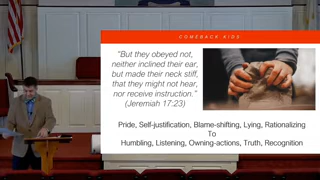 COMEBACK AIDS
“But they obeyed not,
neither inclined their ear,
but made their neck stiff,
that they might not hear,
nor receive instruction.”
(Jeremiah 17:23)
Pride, Self-justification, Blame-shifting, Lying, Rationalizing
To
Humbling, Listening, Owning-actions, Truth, Recognition